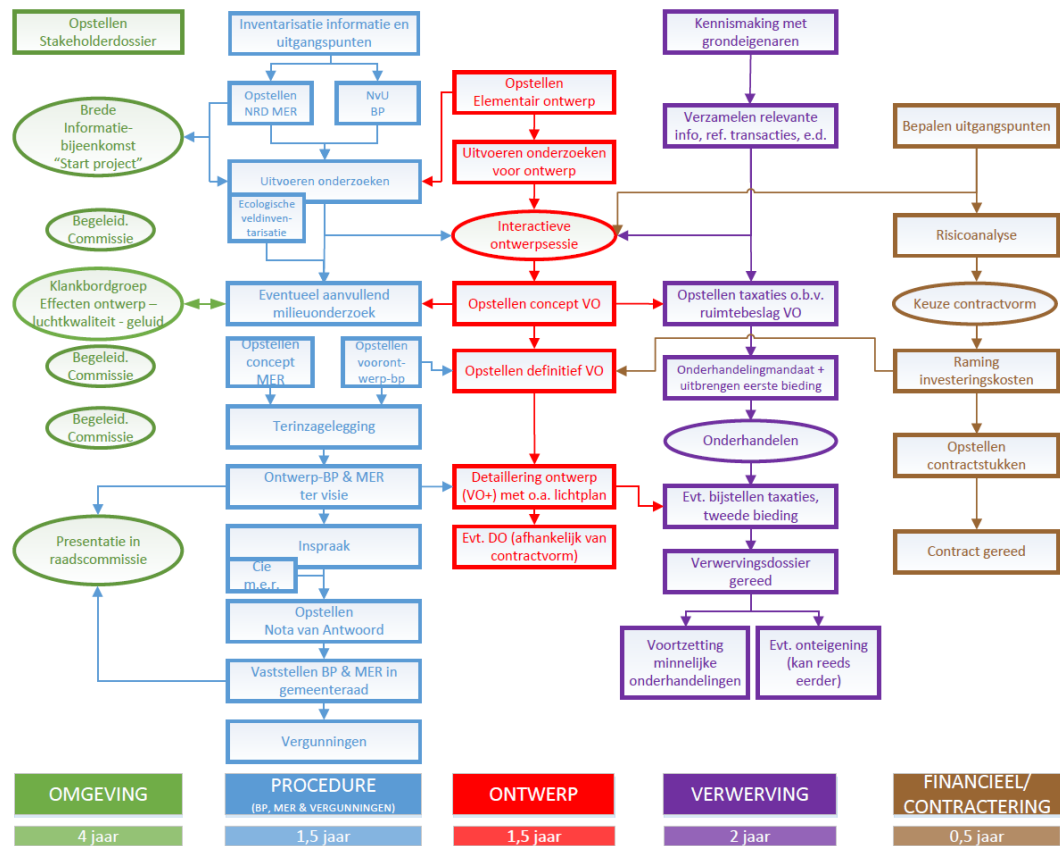 Opstellen
Stakeholderdossier
Brede
Informatie-
bijeenkomst
“Start project”
Begeleid.
Commissie
Klankbordgroep
Effecten ontwerp –
luchtkwaliteit - geluid
Begeleid.
Commissie
Begeleid.
Commissie
Presentatie in
raadscommissie
Inventarisatie informatie en
uitgangspunten
Opstellen
NRD MER
NvU
BP
Uitvoeren onderzoeken
Ecologische
veldinven-
tarisatie
Eventueel aanvullend
milieuonderzoek
Opstellen
concept
MER
Opstellen
vooront-
werp-bp
Terinzagelegging
Ontwerp-BP & MER
ter visie
Inspraak
Cie
m.e.r.
Opstellen
Nota van Antwoord
Vaststellen BP & MER in
gemeenteraad
Vergunningen
Opstellen
Elementair ontwerp
Uitvoeren onderzoeken
voor ontwerp
Interactieve
ontwerpsessie
Opstellen concept VO
Opstellen definitief VO
Detaillering ontwerp
(VO+) met o.a. lichtplan
Evt. DO (afhankelijk van
contractvorm)
Kennismaking met
grondeigenaren
Verzamelen relevante
info, ref. transacties, e.d.
Opstellen taxaties o.b.v.
ruimtebeslag VO
Onderhandelingmandaat +
uitbrengen eerste bieding
Onderhandelen
Evt. bijstellen taxaties,
tweede bieding
Verwervingsdossier
gereed
Voortzetting
minnelijke
onderhandelingen
Evt. onteigening
(kan reeds
eerder)
Bepalen uitgangspunten
Risicoanalyse
Keuze contractvorm
Raming
investeringskosten
Opstellen
contractstukken
Contract gereed
OMGEVING
4 jaar
PROCEDURE
(BP, MER & VERGUNNINGEN)
1,5 jaar
ONTWERP
1,5 jaar
VERWERVING
2 jaar
FINANCIEEL/
CONTRACTERING
0,5 jaar